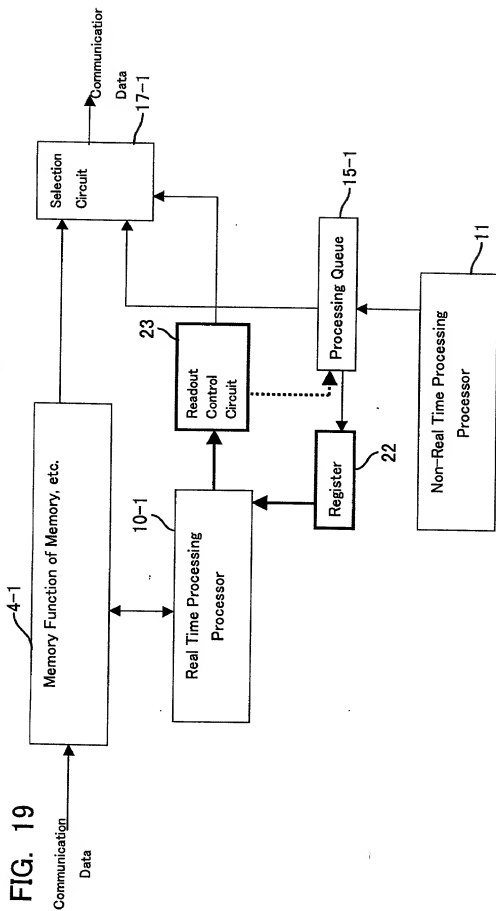 FIG. 19
Communication
Data
4-1
Memory Function of Memory, etc.
10-1
Real Time Processing
Processor
23
Readout
Control
Circuit
Selection
Circuit
17-1
Communication
Data
Register
22
15-1
Processing Queue
11
Non-Real Time Processing
Processor